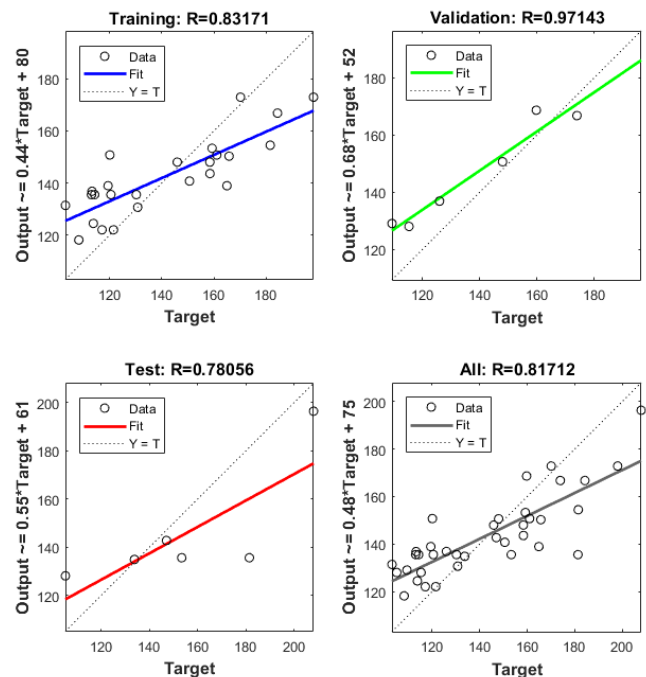 Training: R=0.83171
Output ~= 0.44*Target + 80
Data
Fit
Y = T
180
160
140
120
120 140 160 180
Target
Validation: R=0.97143
Output ~= 0.68*Target + 52
Data
Fit
Y = T
180
160
140
120
120 140 160 180
Target
Test: R=0.78056
Output ~= 0.55*Target + 61
Data
Fit
Y = T
200
180
160
140
120
120 140 160 180 200
Target
All: R=0.81712
Output ~= 0.48*Target + 75
Data
Fit
Y = T
200
180
160
140
120
120 140 160 180 200
Target